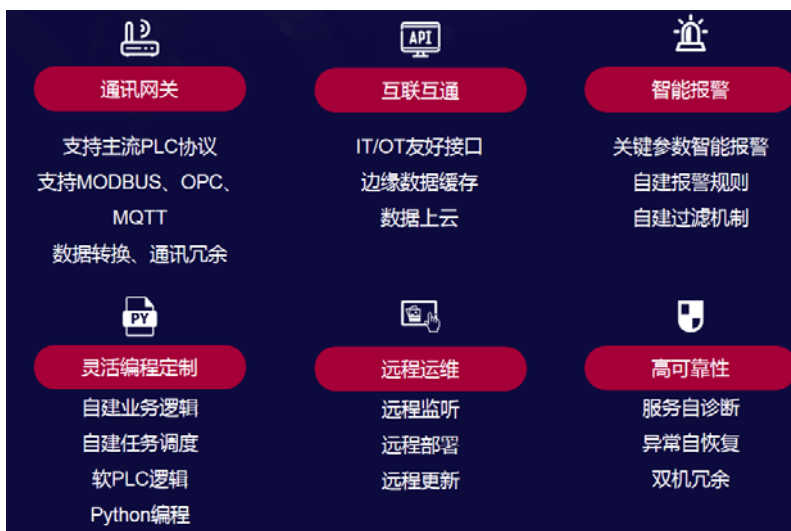 API
通讯网关
互联互通
智能报警
支持主流PLC协议
支持MODBUS、OPC、
MQTT
数据转换、通讯冗余
IT/OT友好接口
边缘数据缓存
数据上云
关键参数智能报警
自建报警规则
自建过滤机制
PY
灵活编程定制
远程运维
高可靠性
自建业务逻辑
自建任务调度
软PLC逻辑
Python编程
远程监听
远程部署
远程更新
服务自诊断
异常自恢复
双机冗余